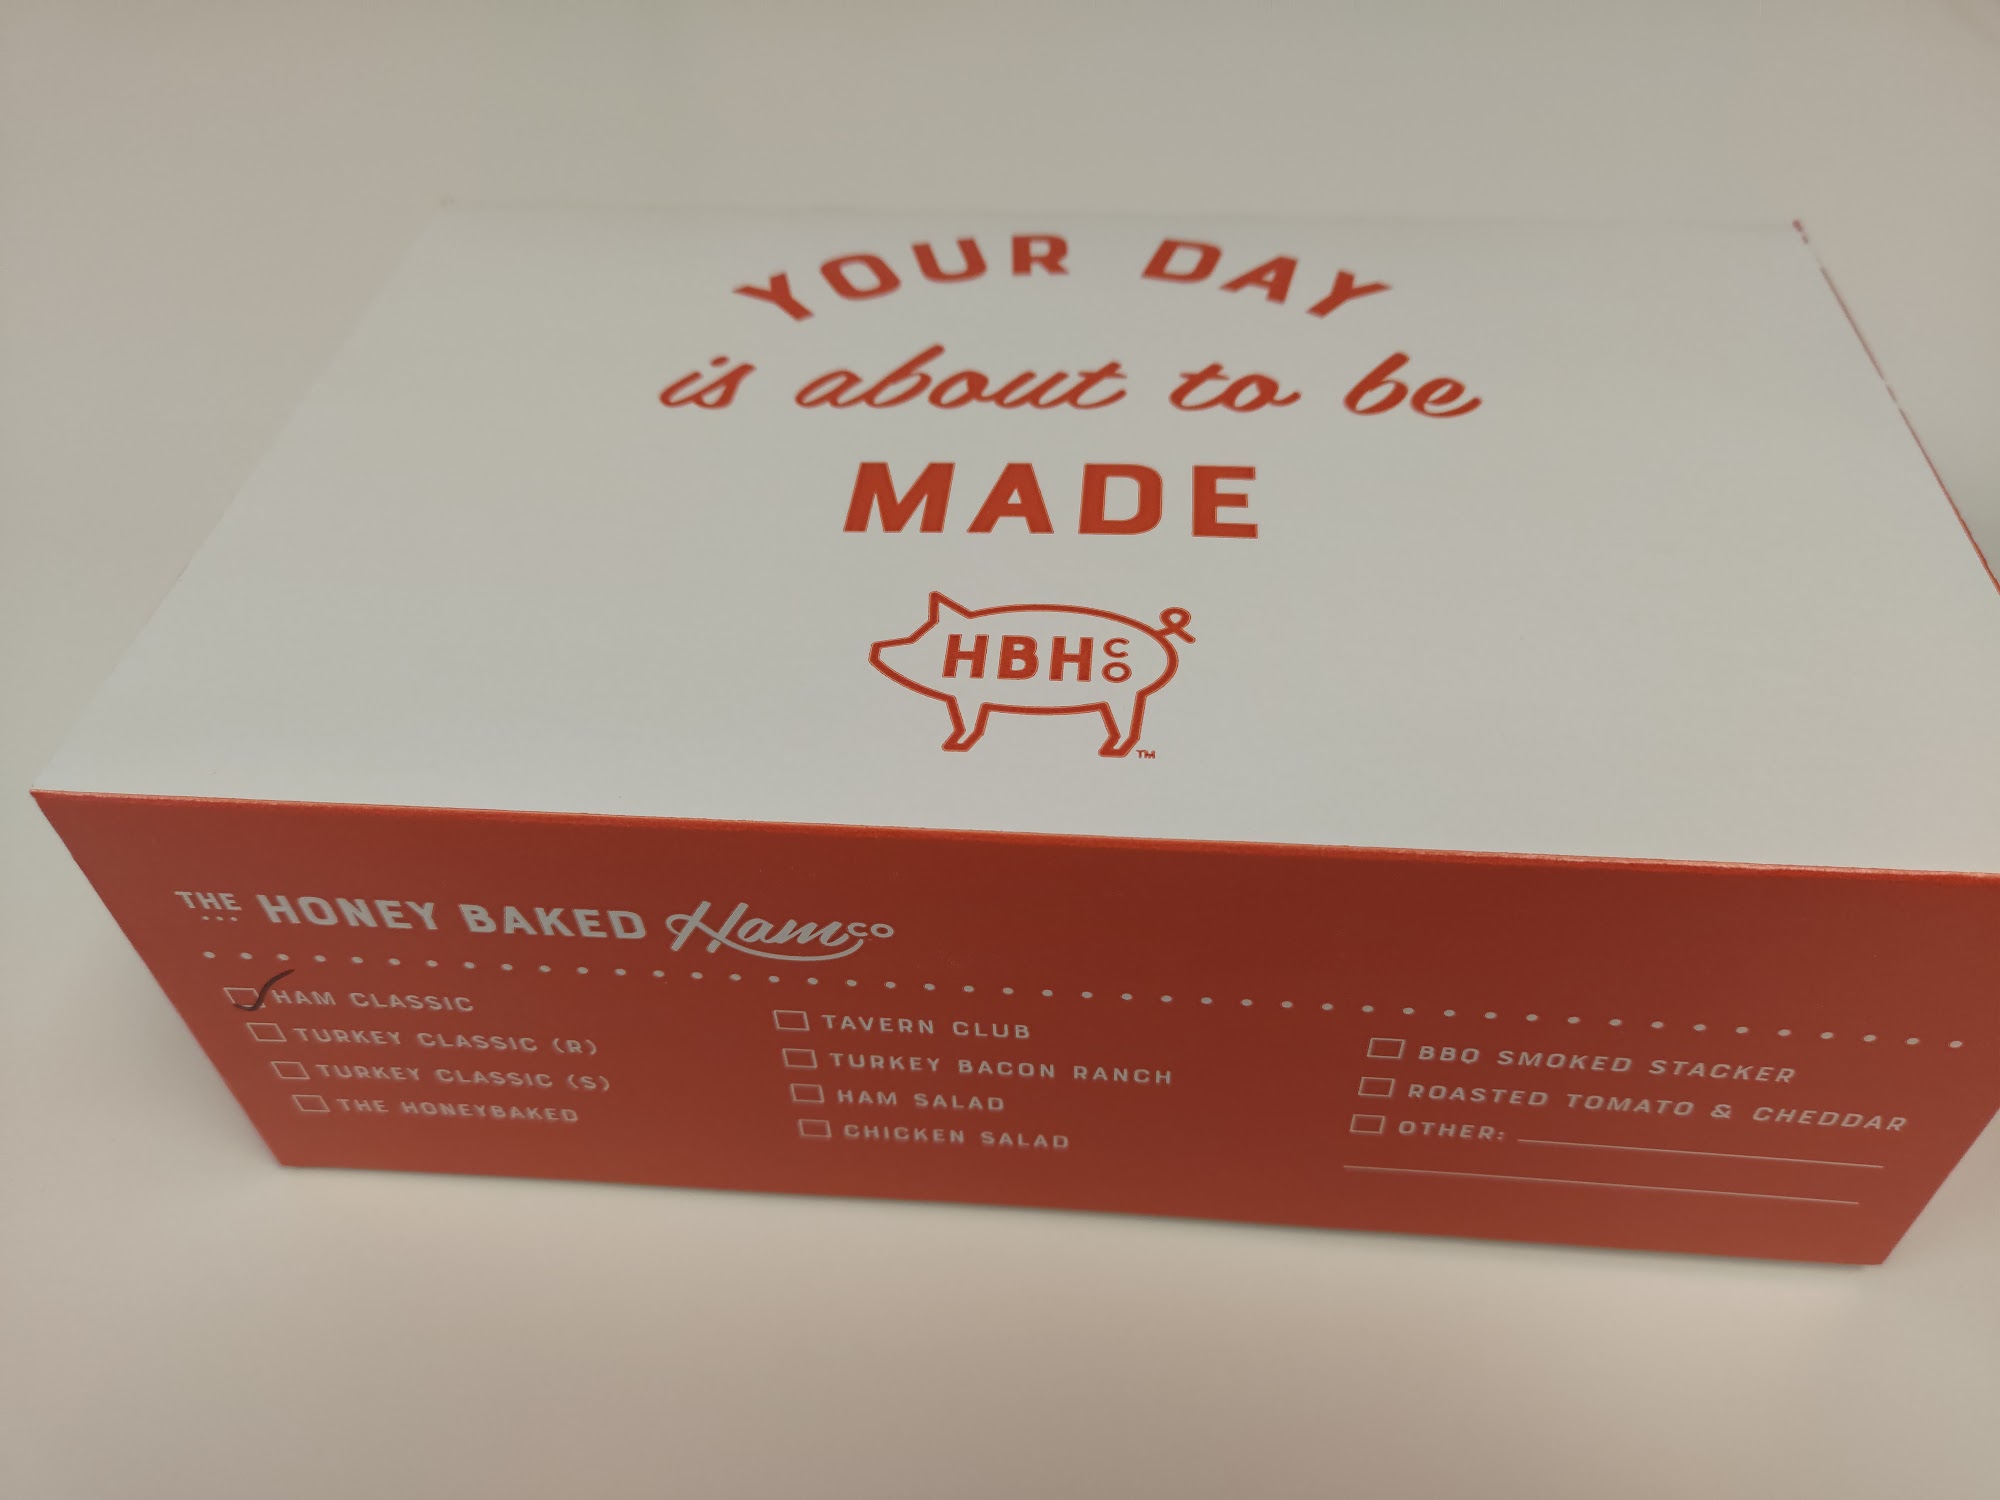 YOUR DAY
is about to be
MADE
HBH CO
TM
THE HONEY BAKED Ham CO
HAM CLASSIC
TURKEY CLASSIC (R)
TURKEY CLASSIC (S)
THE HONEYBAKED
TAVERN CLUB
TURKEY BACON RANCH
HAM SALAD
CHICKEN SALAD
BBQ SMOKED STACKER
ROASTED TOMATO & CHEDDAR
OTHER: